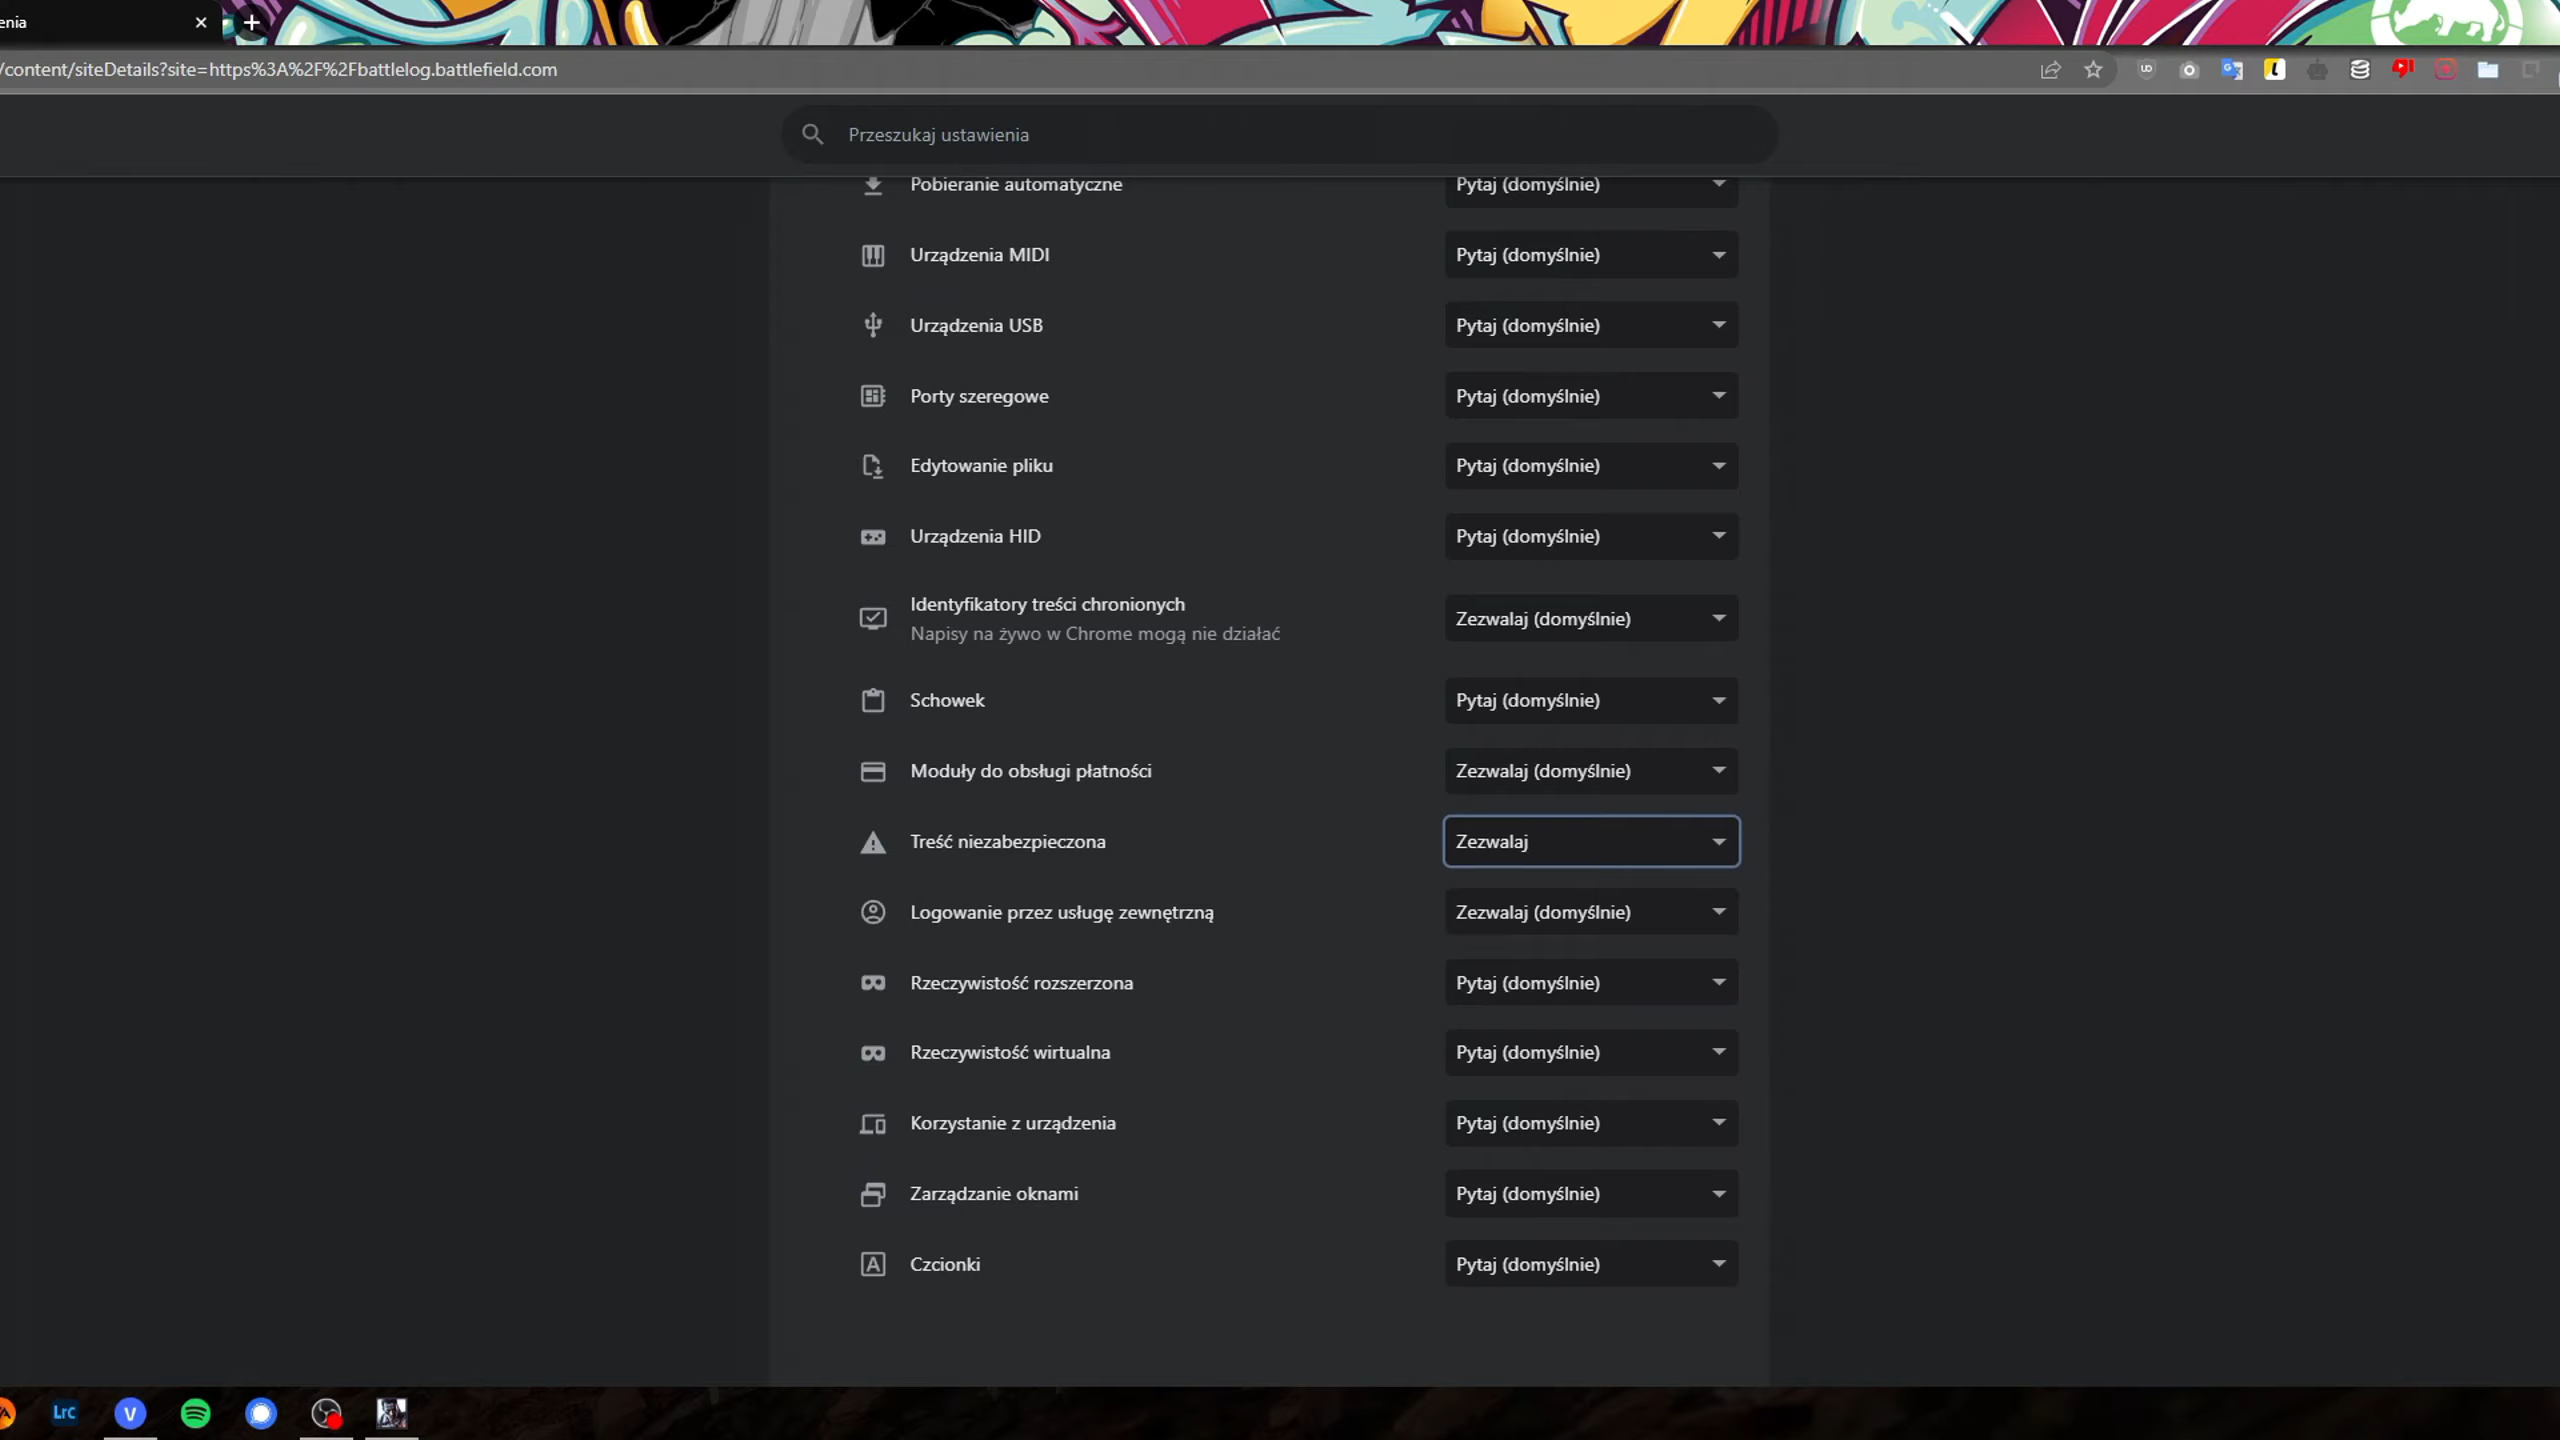 enia
/content/siteDetails?site=https%3A%2F%2Fbattlelog.battlefield.com
Przeszukaj ustawienia
Pobieranie automatyczne Pytaj (domyślnie)
Urządzenia MIDI Pytaj (domyślnie)
Urządzenia USB Pytaj (domyślnie)
Porty szeregowe Pytaj (domyślnie)
Edytowanie pliku Pytaj (domyślnie)
Urządzenia HID Pytaj (domyślnie)
Identyfikatory treści chronionych
Napisy na żywo w Chrome mogą nie działać
Zezwalaj (domyślnie)
Schowek Pytaj (domyślnie)
Moduły do obsługi płatności Zezwalaj (domyślnie)
Treść niezabezpieczona Zezwalaj
Logowanie przez usługę zewnętrzną Zezwalaj (domyślnie)
Rzeczywistość rozszerzona Pytaj (domyślnie)
Rzeczywistość wirtualna Pytaj (domyślnie)
Korzystanie z urządzenia Pytaj (domyślnie)
Zarządzanie oknami Pytaj (domyślnie)
Czcionki Pytaj (domyślnie)
LrC